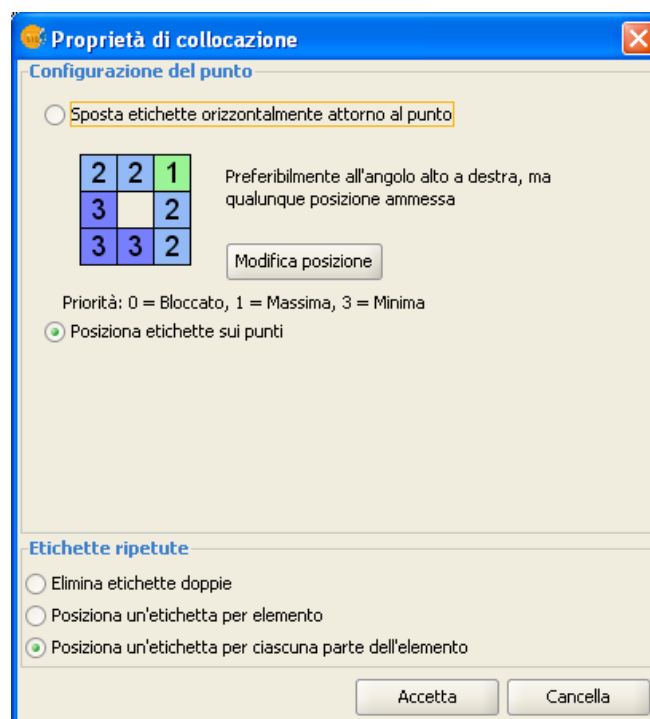 Proprietà di collocazione
Configurazione del punto
Sposta etichette orizzontalmente attorno al punto
2 2 1
3 2
3 3 2
Preferibilmente all'angolo alto a destra, ma
qualunque posizione ammessa
Modifica posizione
Priorità: 0 = Bloccato, 1 = Massima, 3 = Minima
Posiziona etichette sui punti
Etichette ripetute
Elimina etichette doppie
Posiziona un'etichetta per elemento
Posiziona un'etichetta per ciascuna parte dell'elemento
Accetta Cancella